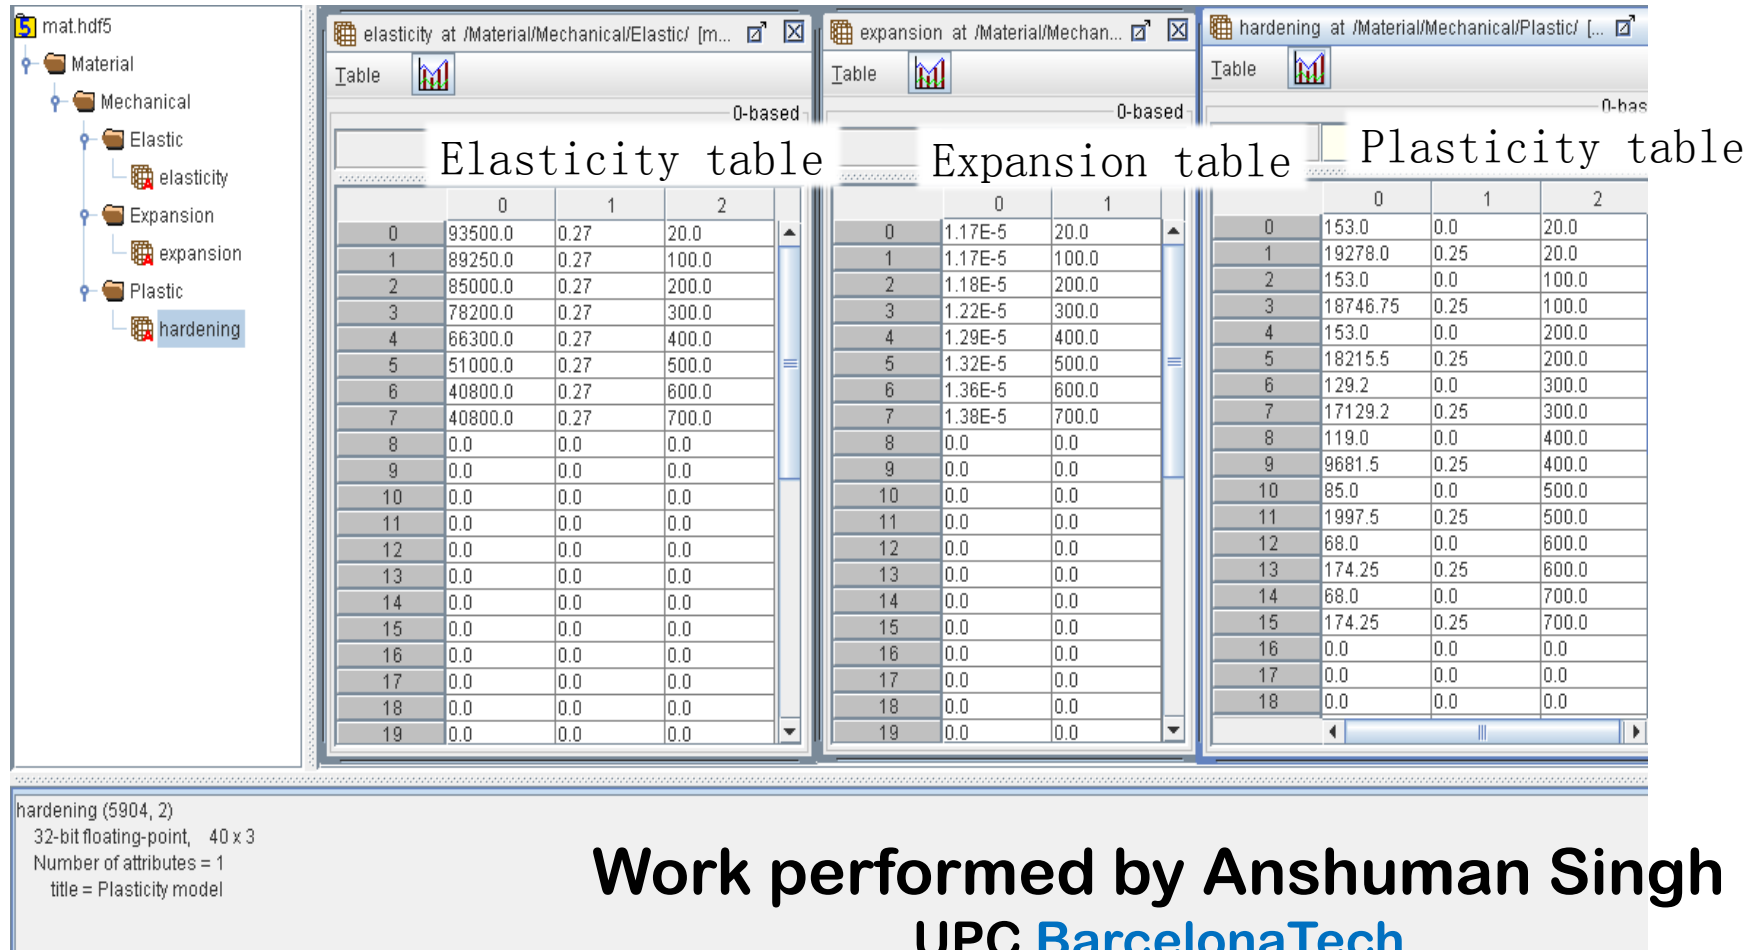 mat.hdf5
Material
Mechanical
Elastic
elasticity
Expansion
expansion
Plastic
hardening
elasticity at /Material/Mechanical/Elastic/ [m...
Table
0-based
Elasticity table
0 1 2
0 93500.0 0.27 20.0
1 89250.0 0.27 100.0
2 85000.0 0.27 200.0
3 78200.0 0.27 300.0
4 66300.0 0.27 400.0
5 51000.0 0.27 500.0
6 40800.0 0.27 600.0
7 40800.0 0.27 700.0
8 0.0 0.0 0.0
9 0.0 0.0 0.0
10 0.0 0.0 0.0
11 0.0 0.0 0.0
12 0.0 0.0 0.0
13 0.0 0.0 0.0
14 0.0 0.0 0.0
15 0.0 0.0 0.0
16 0.0 0.0 0.0
17 0.0 0.0 0.0
18 0.0 0.0 0.0
19 0.0 0.0 0.0
expansion at /Material/Mechan...
Table
0-based
Expansion table
0 1
0 1.17E-5 20.0
1 1.17E-5 100.0
2 1.18E-5 200.0
3 1.22E-5 300.0
4 1.29E-5 400.0
5 1.32E-5 500.0
6 1.36E-5 600.0
7 1.38E-5 700.0
8 0.0 0.0
9 0.0 0.0
10 0.0 0.0
11 0.0 0.0
12 0.0 0.0
13 0.0 0.0
14 0.0 0.0
15 0.0 0.0
16 0.0 0.0
17 0.0 0.0
18 0.0 0.0
19 0.0 0.0
hardening at /Material/Mechanical/Plastic/ [...
Table
0-bas
Plasticity table
0 1 2
0 153.0 0.0 20.0
1 19278.0 0.25 20.0
2 153.0 0.0 100.0
3 18746.75 0.25 100.0
4 153.0 0.0 200.0
5 18215.5 0.25 200.0
6 129.2 0.0 300.0
7 17129.2 0.25 300.0
8 119.0 0.0 400.0
9 9681.5 0.25 400.0
10 85.0 0.0 500.0
11 1997.5 0.25 500.0
12 68.0 0.0 600.0
13 174.25 0.25 600.0
14 68.0 0.0 700.0
15 174.25 0.25 700.0
16 0.0 0.0 0.0
17 0.0 0.0 0.0
18 0.0 0.0 0.0
hardening (5904, 2)
32-bit floating-point, 40 x 3
Number of attributes = 1
title = Plasticity model
Work performed by Anshuman Singh
UPC BarcelonaTech